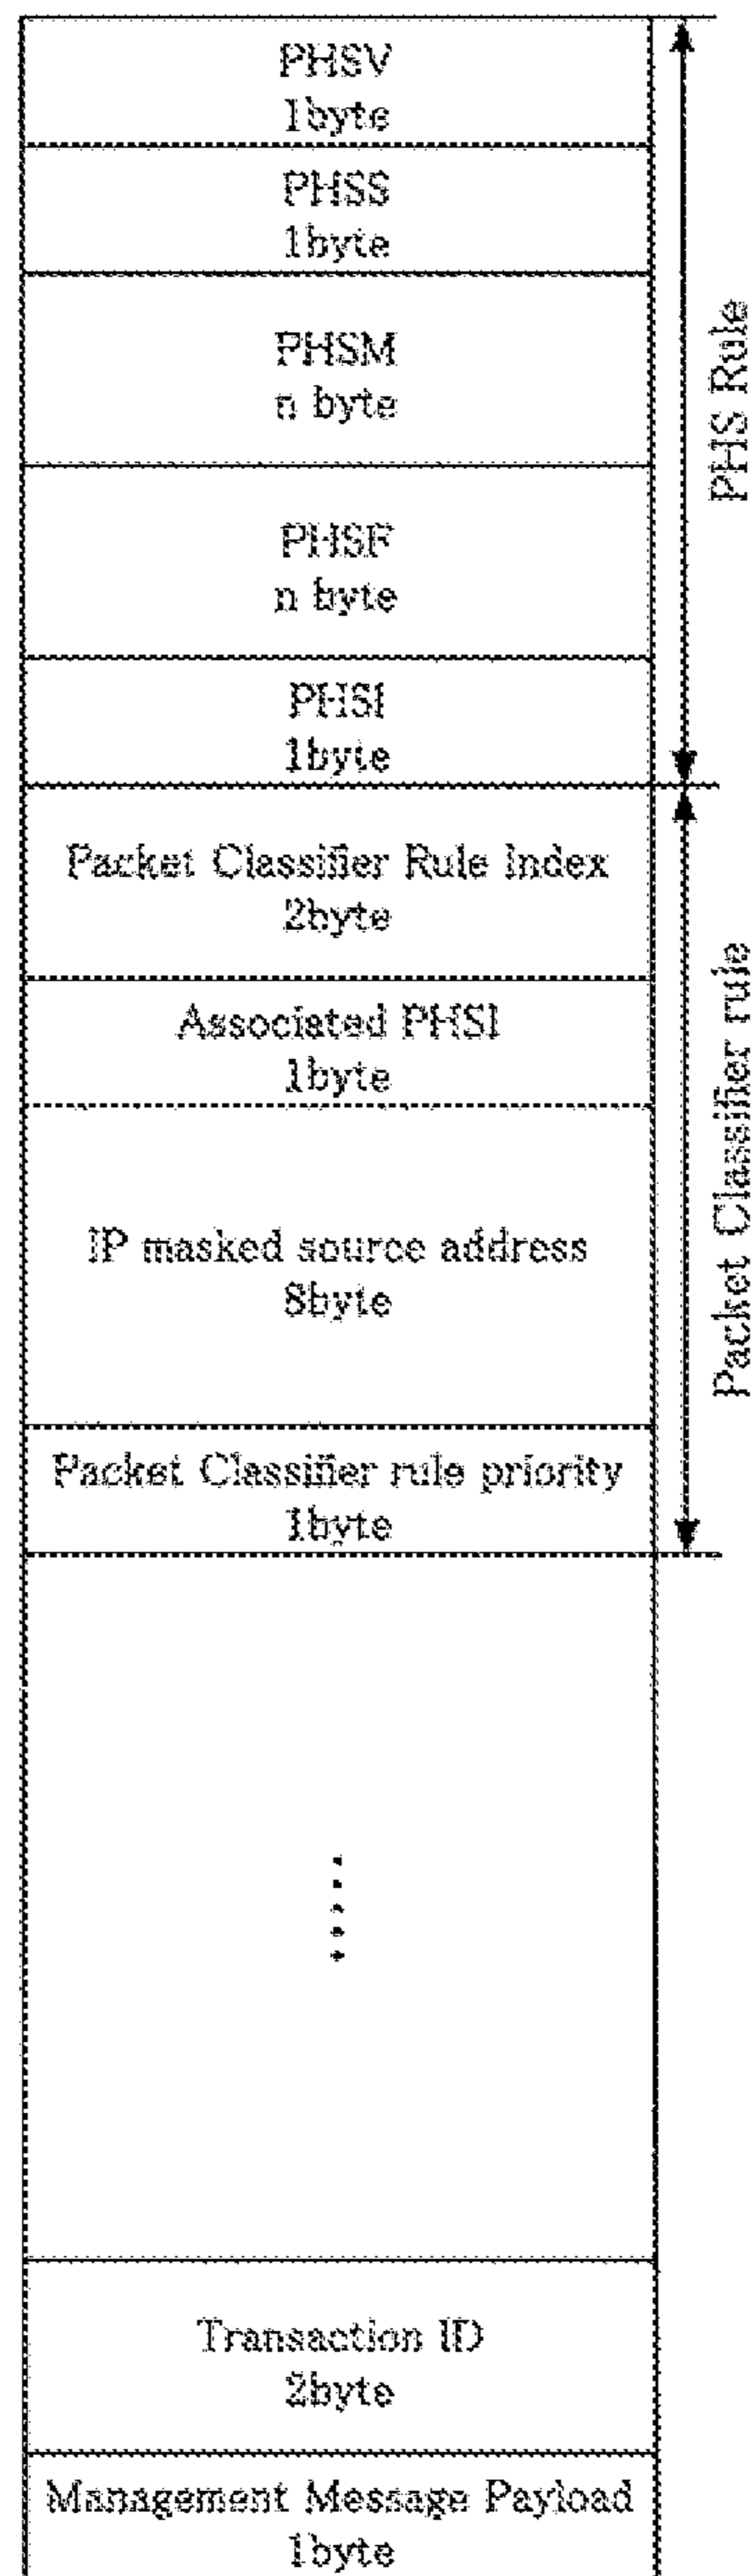 PHSV
1byte
PHSS
1byte
PHSM
n byte
PHSF
n byte
PHSI
1byte
PHS Rule
Packet Classifier Rule Index
2byte
Associated PHSI
1byte
IP masked source address
8byte
Packet Classifier rule priority
1byte
Packet Classifier rule
Transaction ID
2byte
Management Message Payload
1byte